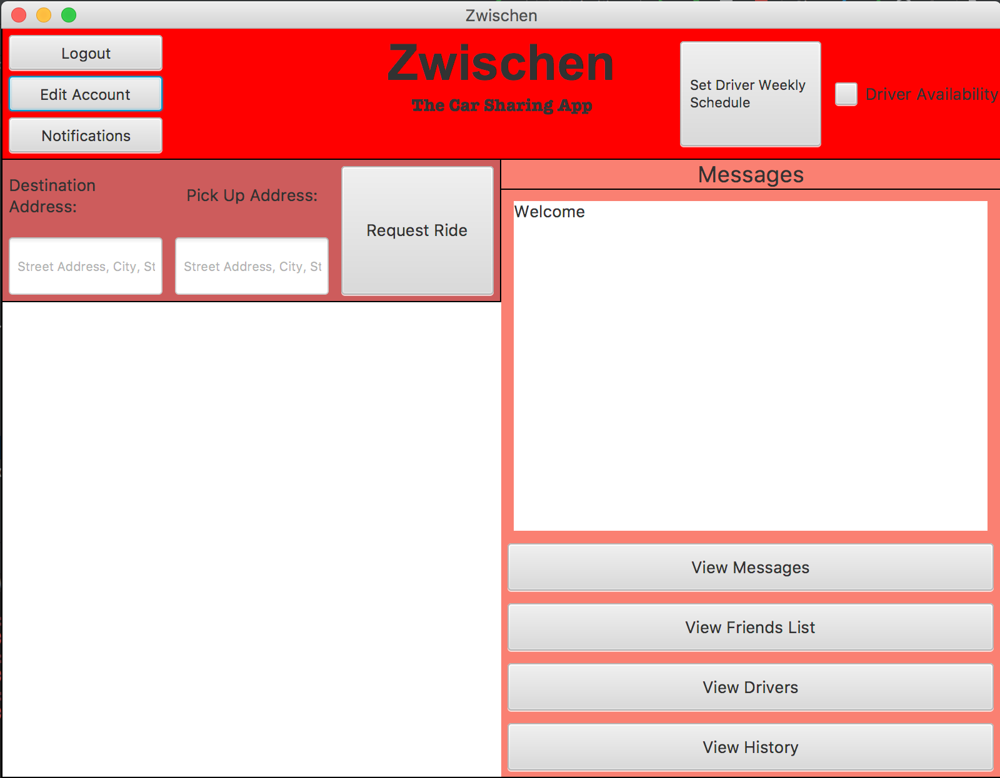 Zwischen
Logout
Edit Account
Notifications
Zwischen
The Car Sharing App
Set Driver Weekly
Schedule
Driver Availability
Destination
Address:
Pick Up Address:
Street Address, City, St
Street Address, City, St
Request Ride
Messages
Welcome
View Messages
View Friends List
View Drivers
View History